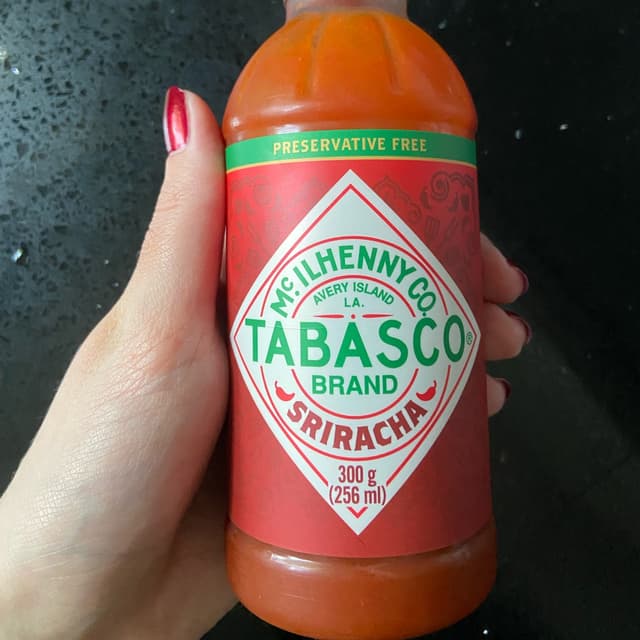 PRESERVATIVE FREE
McILHENNY CO.
AVERY ISLAND
LA.
TABASCO®
BRAND
SRIRACHA
300 g
(256 ml)